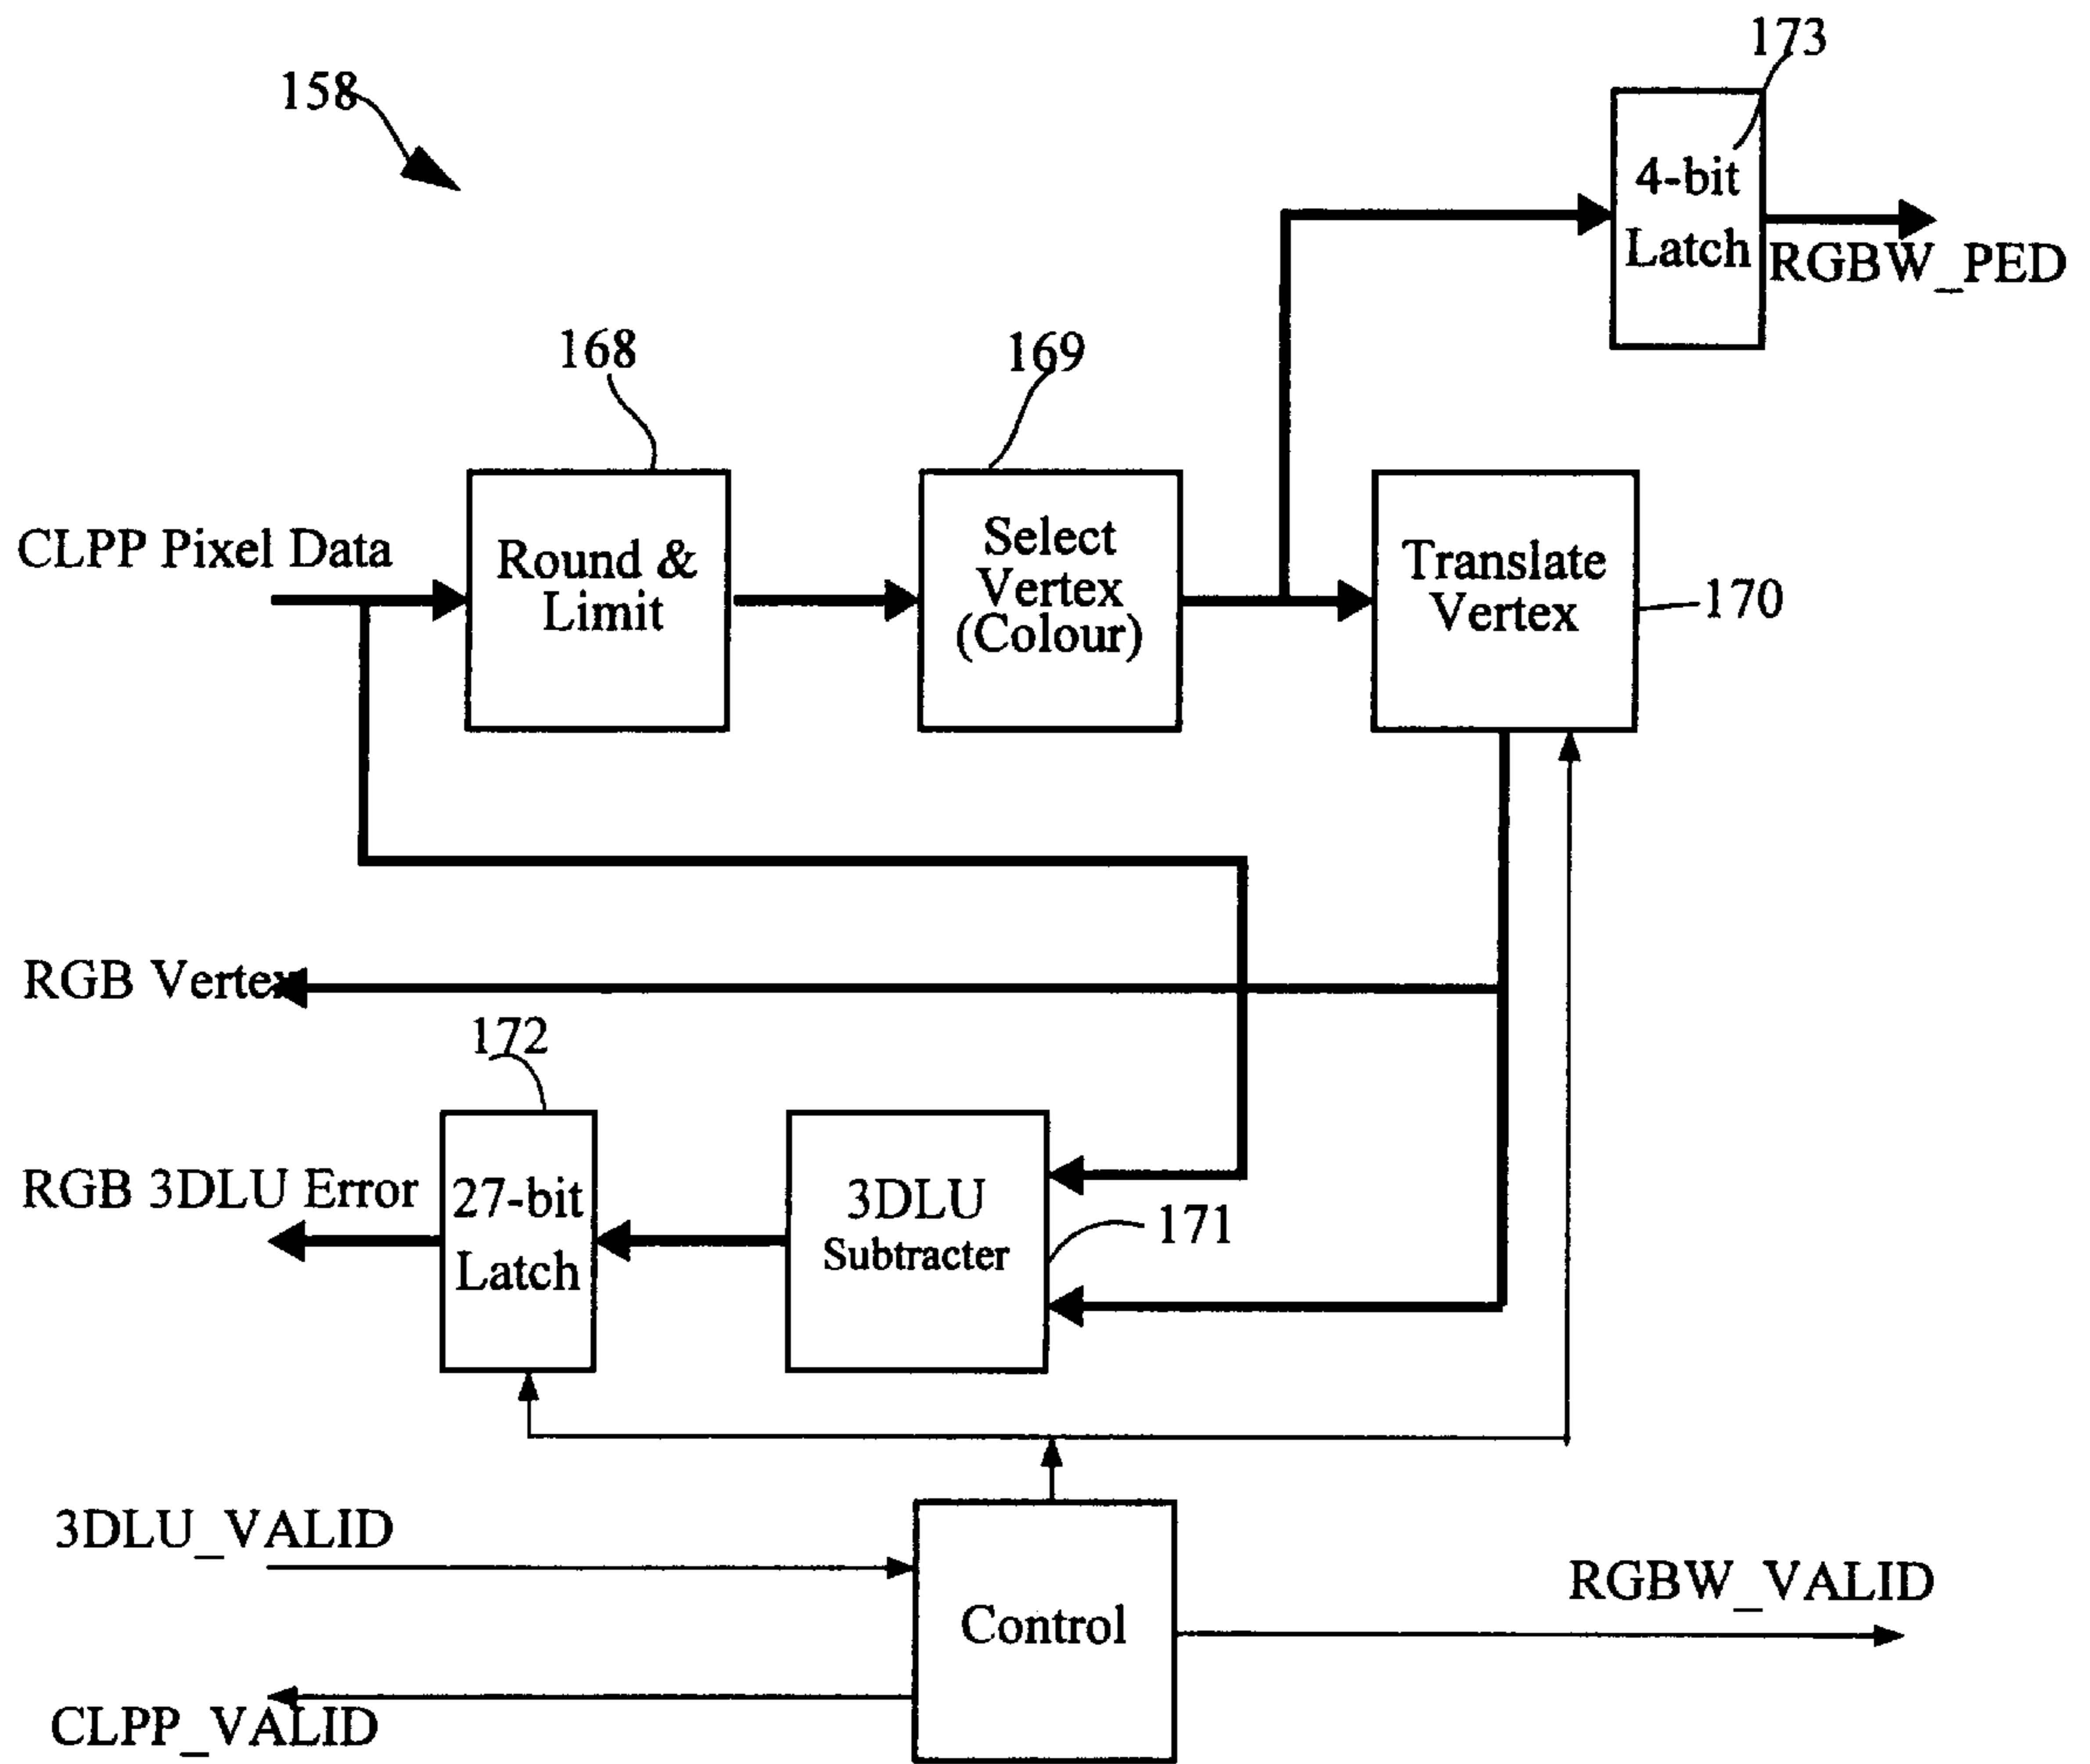 173
158
4-bit
Latch
RGBW_PED
168
169
CLPP Pixel Data
Round &
Limit
Select
Vertex
(Colour)
Translate
Vertex
170
RGB Vertex
172
RGB 3DLU Error
27-bit
Latch
3DLU
Subtracter
171
3DLU_VALID
Control
RGBW_VALID
CLPP_VALID